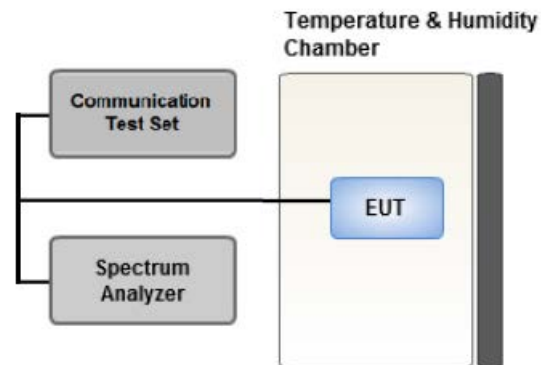 Temperature & Humidity
Chamber
Communication
Test Set
EUT
Spectrum
Analyzer